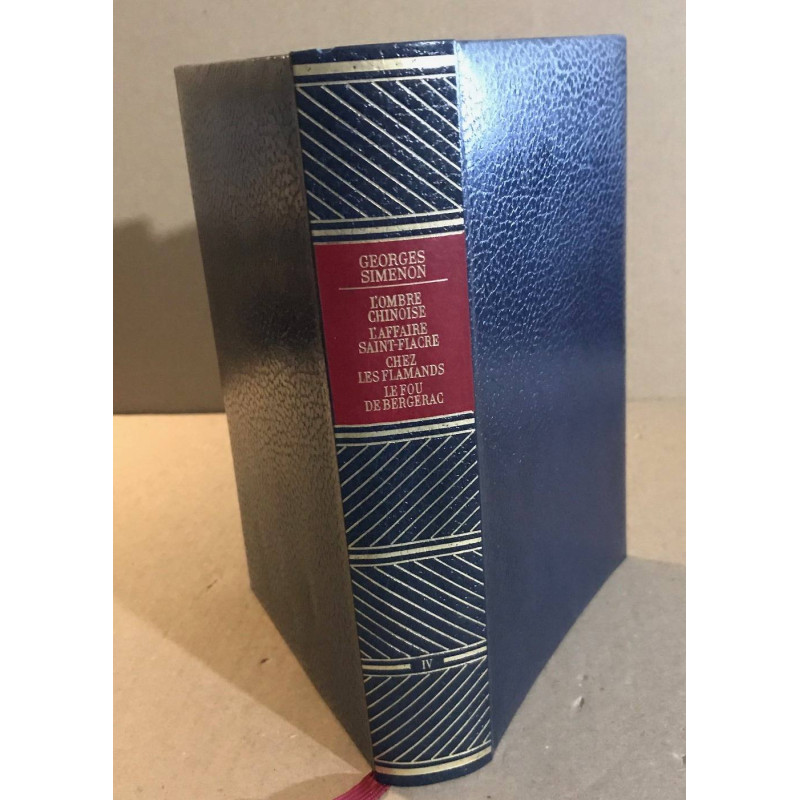 GEORGES
SIMENON
L'OMBRE
CHINOISE
L'AFFAIRE
SAINT-FIACRE
CHEZ
LES FLAMANDS
LE FOU
DE BERGERAC
IV